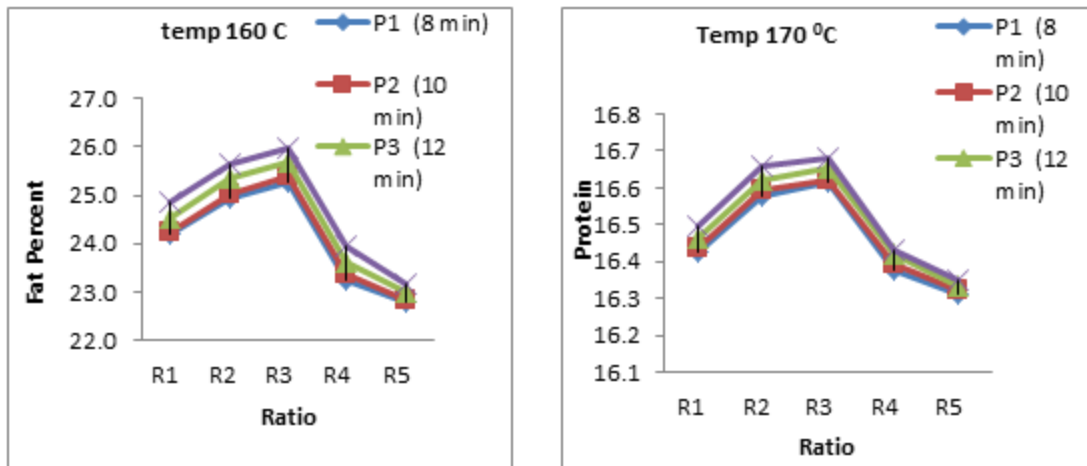 temp 160 C
P1 (8 min)
P2 (10
min)
P3 (12
min)
27.0
26.0
25.0
24.0
23.0
22.0
Fat Percent
R1 R2 R3 R4 R5
Ratio
Temp 170 ⁰C
P1 (8
min)
P2 (10
min)
P3 (12
min)
16.8
16.7
16.6
16.5
16.4
16.3
16.2
16.1
Protein
R1 R2 R3 R4 R5
Ratio